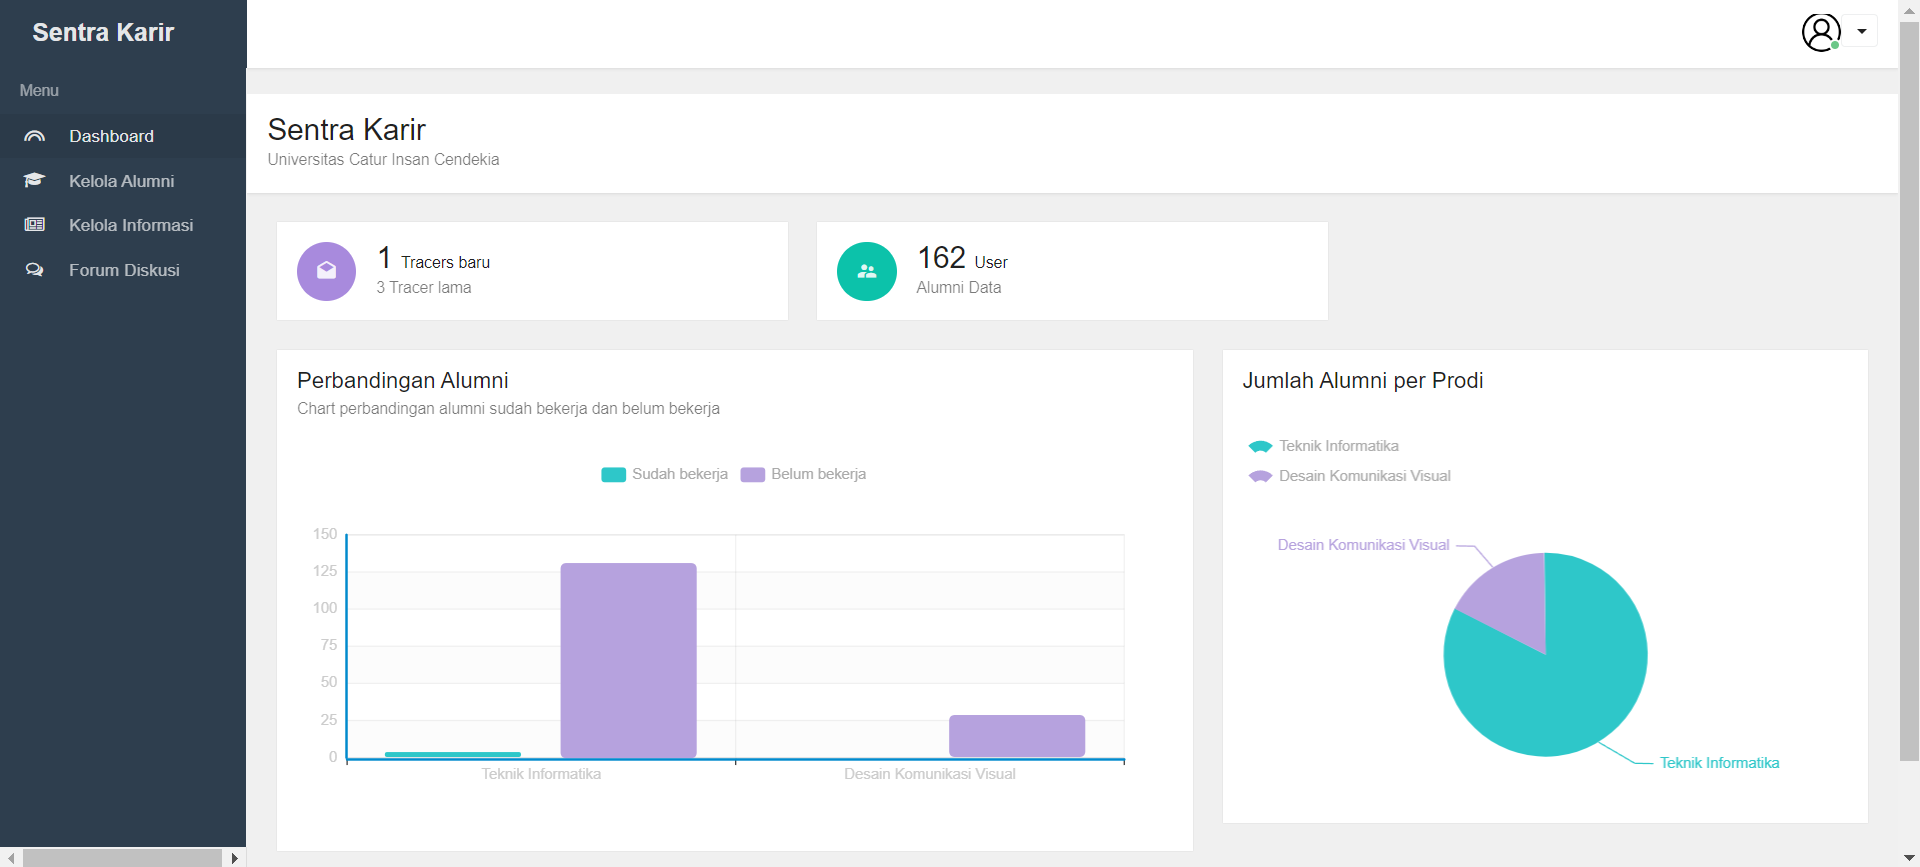 Sentra Karir
Menu
Dashboard
Kelola Alumni
Kelola Informasi
Forum Diskusi
Sentra Karir
Universitas Catur Insan Cendekia
1 Tracers baru
3 Tracer lama
162 User
Alumni Data
Perbandingan Alumni
Chart perbandingan alumni sudah bekerja dan belum bekerja
Sudah bekerja Belum bekerja
150
125
100
75
50
25
0
Teknik Informatika Desain Komunikasi Visual
Jumlah Alumni per Prodi
Teknik Informatika
Desain Komunikasi Visual
Desain Komunikasi Visual
Teknik Informatika